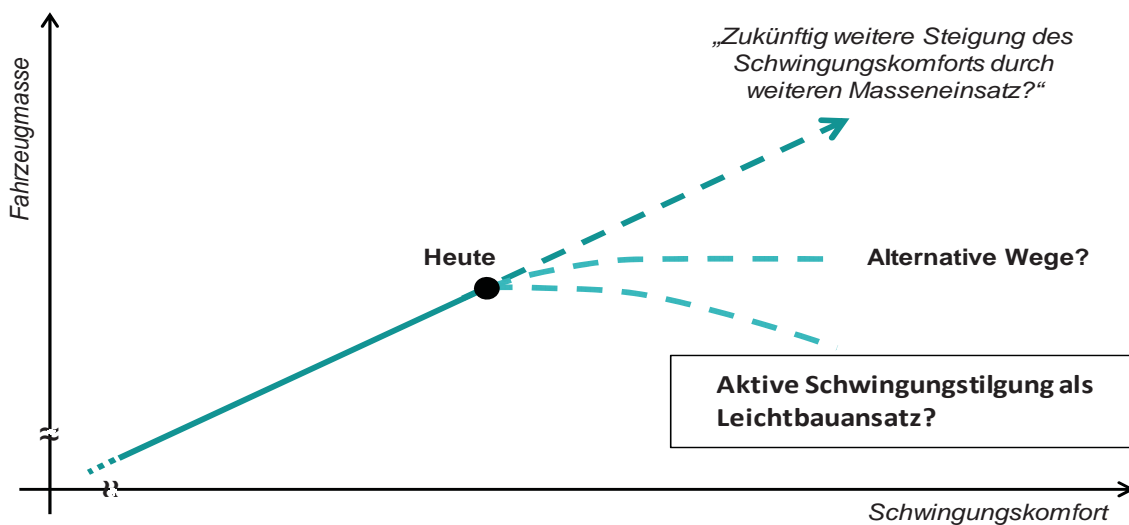 „Zukünftig weitere Steigung des
Schwingungskomforts durch
weiteren Masseneinsatz?“
Fahrzeugmasse
Heute
Alternative Wege?
Aktive Schwingungstilgung als
Leichtbauansatz?
Schwingungskomfort